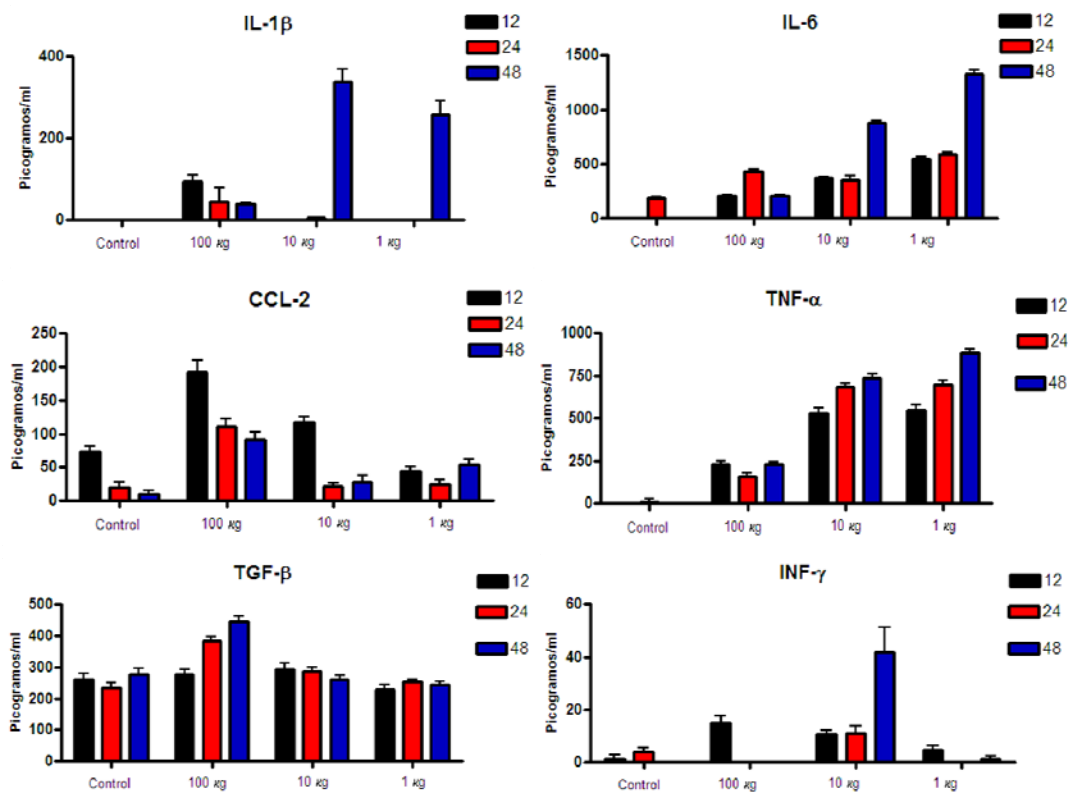 IL-1β
12
24
48
Picogramos/ml
400
200
0
Control
100 κg
10 κg
1 κg
IL-6
12
24
48
Picogramos/ml
1500
1000
500
0
Control
100 κg
10 κg
1 κg
CCL-2
12
24
48
Picogramos/ml
250
200
150
100
50
0
Control
100 κg
10 κg
1 κg
TNF-α
12
24
48
Picogramos/ml
1000
750
500
250
0
Control
100 κg
10 κg
1 κg
TGF-β
12
24
48
Picogramos/ml
500
400
300
200
100
0
Control
100 κg
10 κg
1 κg
INF-γ
12
24
48
Picogramos/ml
60
40
20
0
Control
100 κg
10 κg
1 κg